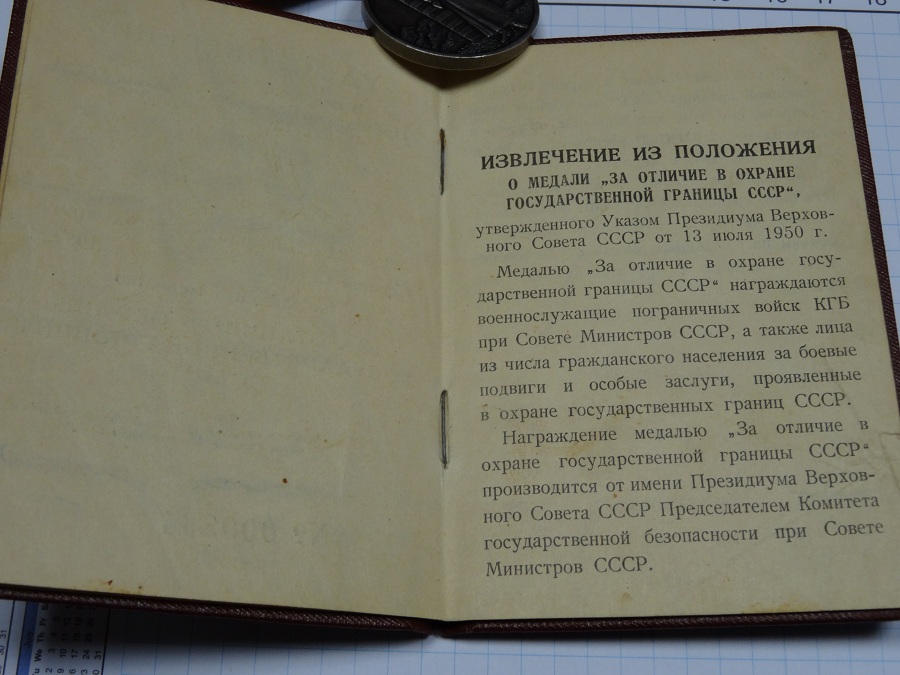 ИЗВЛЕЧЕНИЕ ИЗ ПОЛОЖЕНИЯ
О МЕДАЛИ „ЗА ОТЛИЧИЕ В ОХРАНЕ
ГОСУДАРСТВЕННОЙ ГРАНИЦЫ СССР“,
утвержденного Указом Президиума Верхов-
ного Совета СССР от 13 июля 1950 г.
Медалью „За отличие в охране госу-
дарственной границы СССР“ награждаются
военнослужащие пограничных войск КГБ
при Совете Министров СССР, а также лица
из числа гражданского населения за боевые
подвиги и особые заслуги, проявленные
в охране государственных границ СССР.
Награждение медалью „За отличие в
охране государственной границы СССР“
производится от имени Президиума Верхов-
ного Совета СССР Председателем Комитета
государственной безопасности при Совете
Министров СССР.